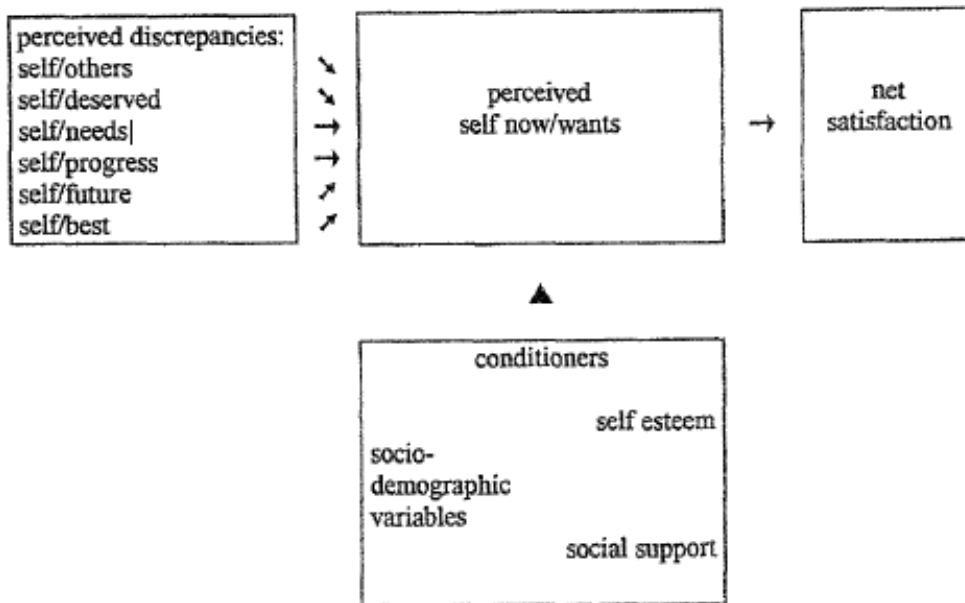 perceived discrepancies:
self/others
self/deserved
self/needs|
self/progress
self/future
self/best
perceived
self now/wants
net
satisfaction
conditioners
self esteem
socio-
demographic
variables
social support